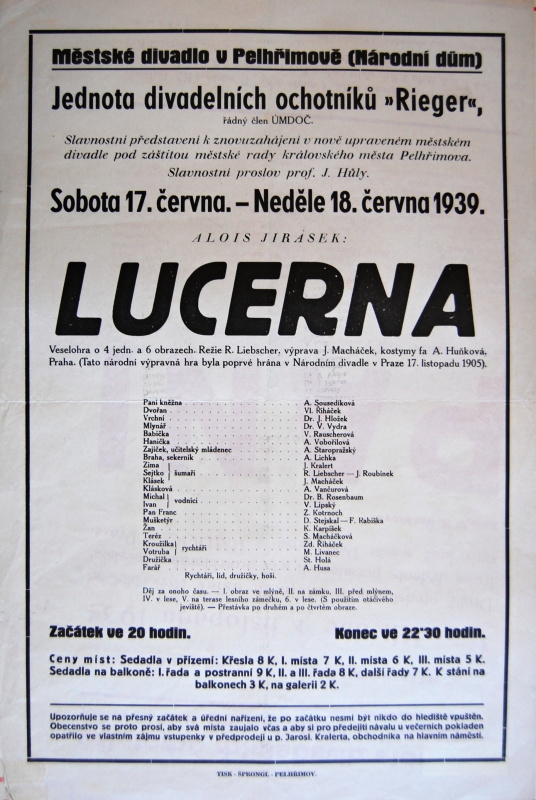 Městské divadlo v Pelhřimově (Národní dům)
Jednota divadelních ochotníků »Rieger«,
řádný člen ÚMDOČ.
Slavnostní představení k znovuzahájení v nově upraveném městském
divadle pod záštitou městské rady královského města Pelhřimova.
Slavnostní proslov prof. J. Hůly.
Sobota 17. června. – Neděle 18. června 1939.
ALOIS JIRÁSEK:
LUCERNA
Veselohra o 4 jedn. a 6 obrazech. Režie R. Liebscher, výprava J. Macháček, kostymy fa A. Huňková,
Praha. (Tato národní výpravná hra byla poprvé hrána v Národním divadle v Praze 17. listopadu 1905).
Paní kněžna . . . . . A. Sousedíková
Dvořan . . . . . Vl. Řiháček
Vrchní . . . . . Dr. J. Hložek
Mlynář . . . . . Dr. V. Vydra
Babička . . . . . V. Rauscherová
Hanička . . . . . A. Vobořilová
Zajíček, učitelský mládenec . . . . . A. Staropražský
Braha, sekerník . . . . . A. Lichka
Zima . . . . . J. Kralert
Sejtko } šumaři . . . . . R. Liebscher — J. Roubínek
Klásek . . . . . J. Macháček
Klásková . . . . . A. Vančurová
Michal } vodníci . . . . . Dr. B. Rosenbaum
Ivan . . . . . V. Lipský
Pan Franc . . . . . Z. Kotrnoch
Mušketýr . . . . . D. Stejskal — F. Rabiška
Žan . . . . . K. Karpíšek
Terêz . . . . . S. Macháčková
Kroužilka } rychtáři . . . . . Zd. Řiháček
Votruba . . . . . M. Livanec
Družička . . . . . St. Holá
Farář . . . . . A. Husa
Rychtáři, lid, družičky, hoši.
Děj za onoho času. — I. obraz ve mlýně, II. na zámku, III. před mlýnem,
IV. v lese, V. na terase lesního zámečku, 6. v lese. (S použitím otáčivého
jeviště). — Přestávka po druhém a po čtvrtém obraze.
Začátek ve 20 hodin. Konec ve 22·30 hodin.
Ceny míst: Sedadla v přízemí: Křesla 8 K, I. místa 7 K, II. místa 6 K, III. místa 5 K.
Sedadla na balkoně: I. řada a postranní 9 K, II. a III. řada 8 K, další řady 7 K. K stání na
balkonech 3 K, na galerii 2 K.
Upozorňuje se na přesný začátek a úřední nařízení, že po začátku nesmí být nikdo do hlediště vpuštěn.
Obecenstvo se proto prosí, aby svá místa zaujalo včas a aby si pro předejití návalu u večerních pokladen
opatřilo ve vlastním zájmu vstupenky v předprodeji u p. Jarosl. Kralerta, obchodníka na hlavním náměstí.
TISK - ŠPRONGL - PELHŘIMOV.